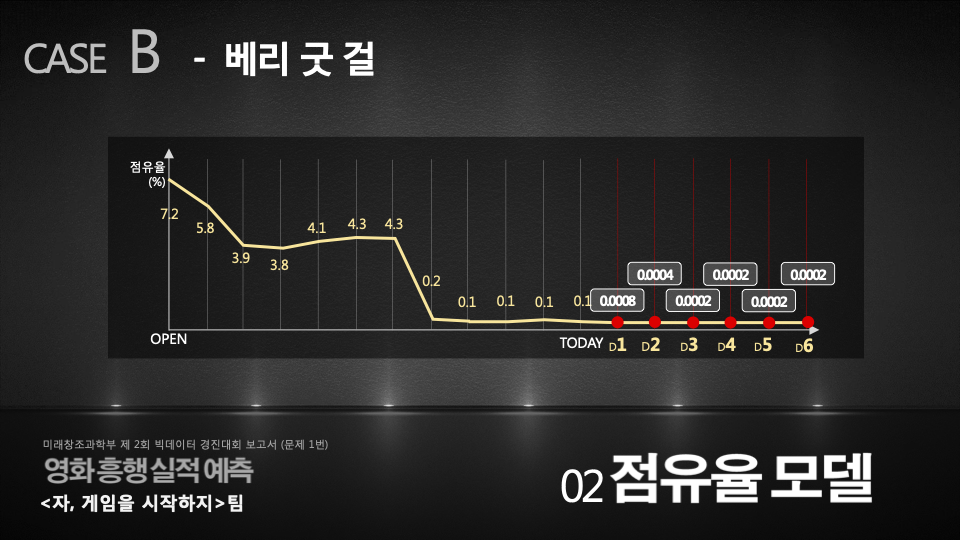 CASE B - 베리 굿 걸
점유율
(%)
7.2
5.8
3.9
3.8
4.1
4.3
4.3
0.2
0.1
0.1
0.1
0.1
0.0008
0.0004
0.0002
0.0002
0.0002
0.0002
OPEN
TODAY D1 D2 D3 D4 D5 D6
미래창조과학부 제 2회 빅데이터 경진대회 보고서 (문제 1번)
영화 흥행 실적 예측
<자, 게임을 시작하지>팀
02 점유율 모델